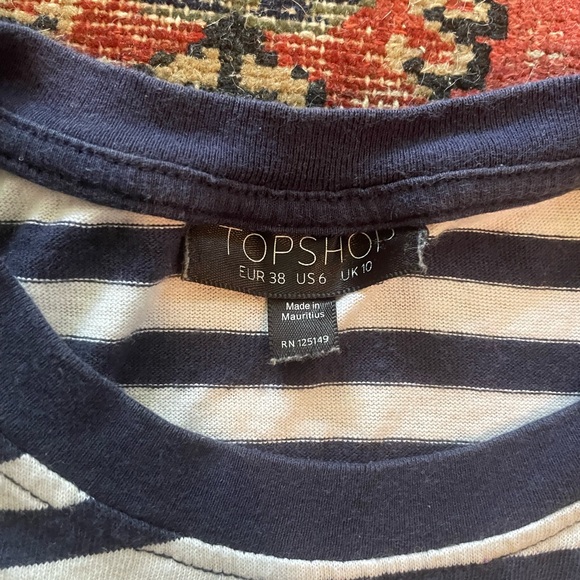 TOPSHOP
EUR 38 US 6 UK 10
Made in
Mauritius
RN 125149